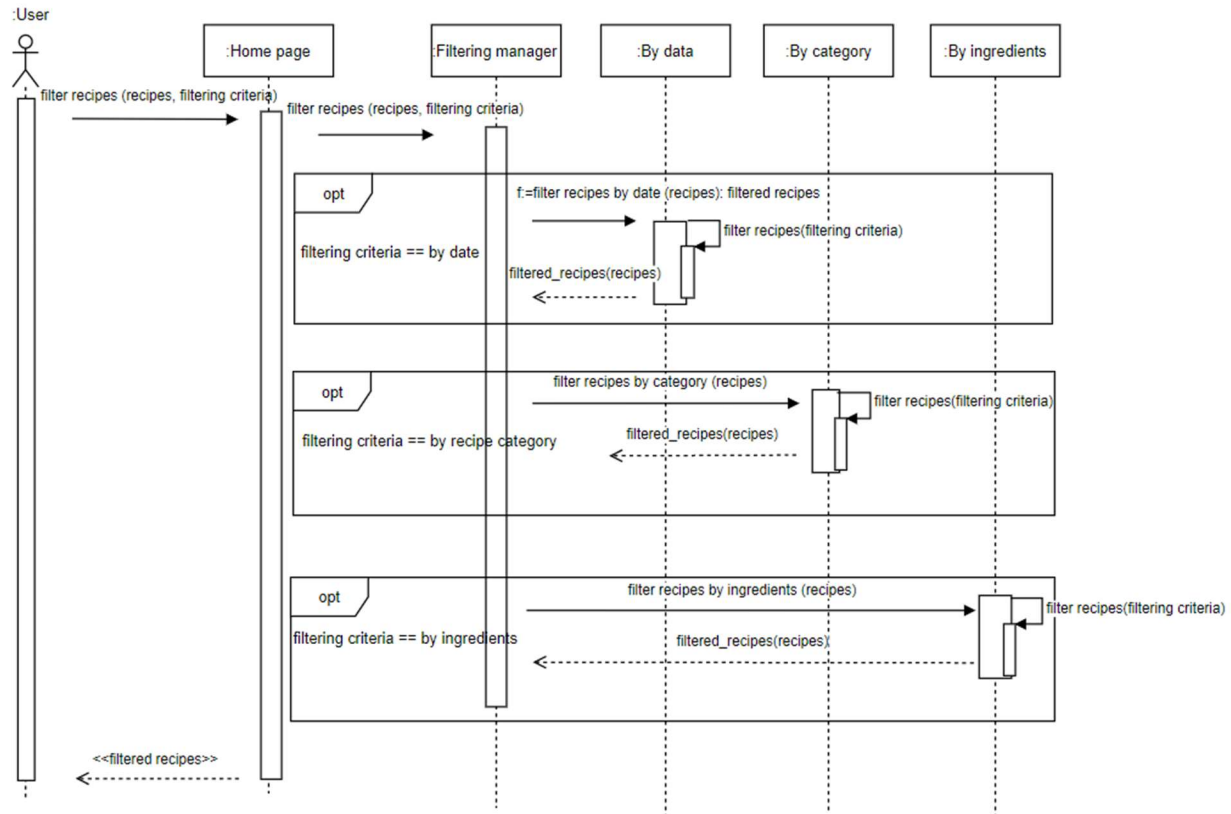 :User
:Home page
:Filtering manager
:By data
:By category
:By ingredients
filter recipes (recipes, filtering criteria)
filter recipes (recipes, filtering criteria)
opt
f:=filter recipes by date (recipes): filtered recipes
filter recipes(filtering criteria)
filtering criteria == by date
filtered_recipes(recipes)
opt
filter recipes by category (recipes)
filter recipes(filtering criteria)
filtering criteria == by recipe category
filtered_recipes(recipes)
opt
filter recipes by ingredients (recipes)
filter recipes(filtering criteria)
filtering criteria == by ingredients
filtered_recipes(recipes)
<<filtered recipes>>